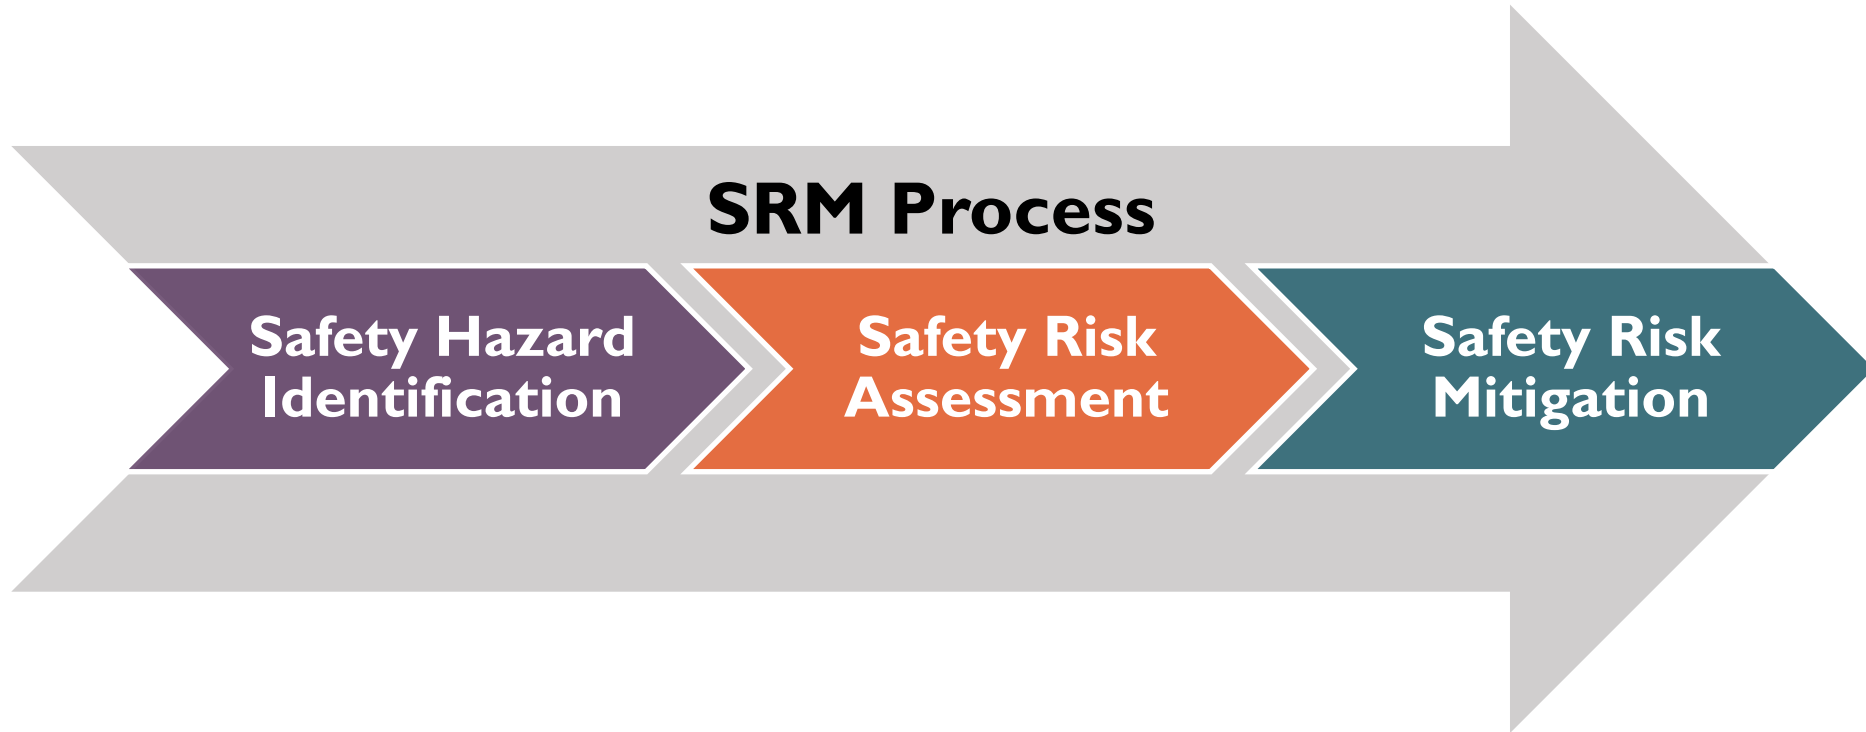 SRM Process
Safety Hazard
Identification
Safety Risk
Assessment
Safety Risk
Mitigation